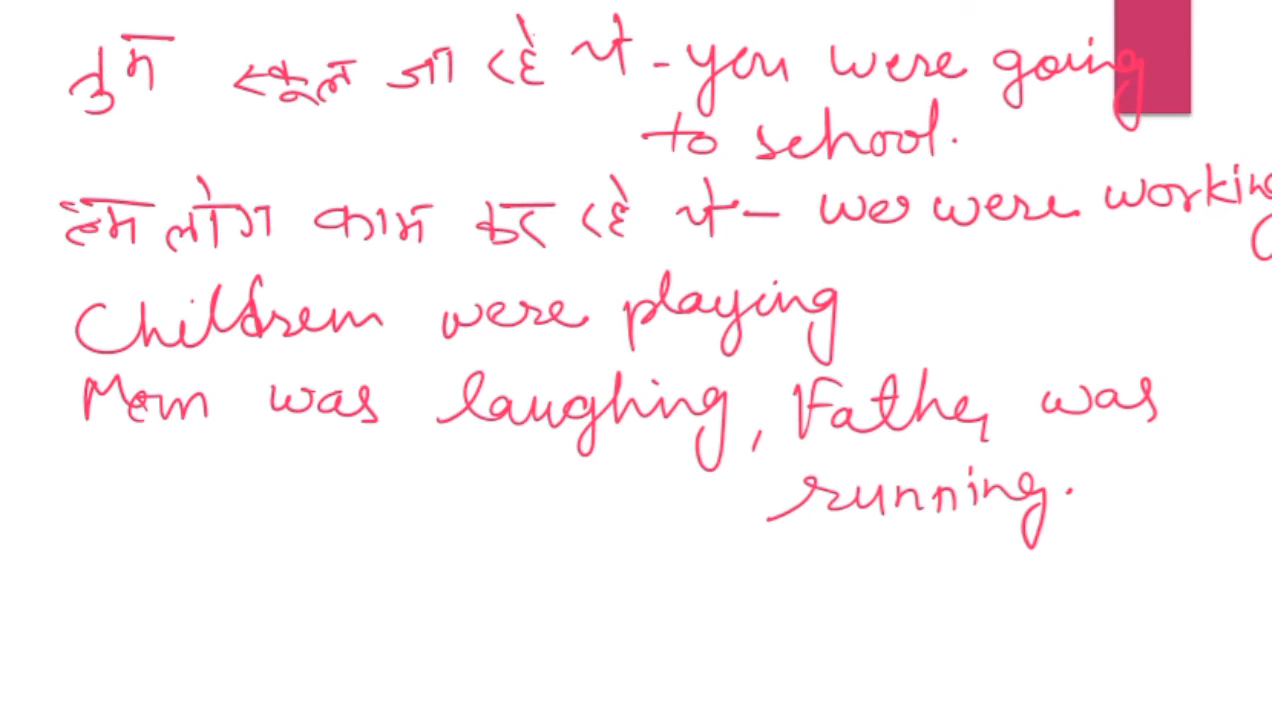 तुम स्कूल जा रहे थे - you were going
to school.
हम लोग काम कर रहे थे - we were working
Children were playing
Mom was laughing, Father was
running.